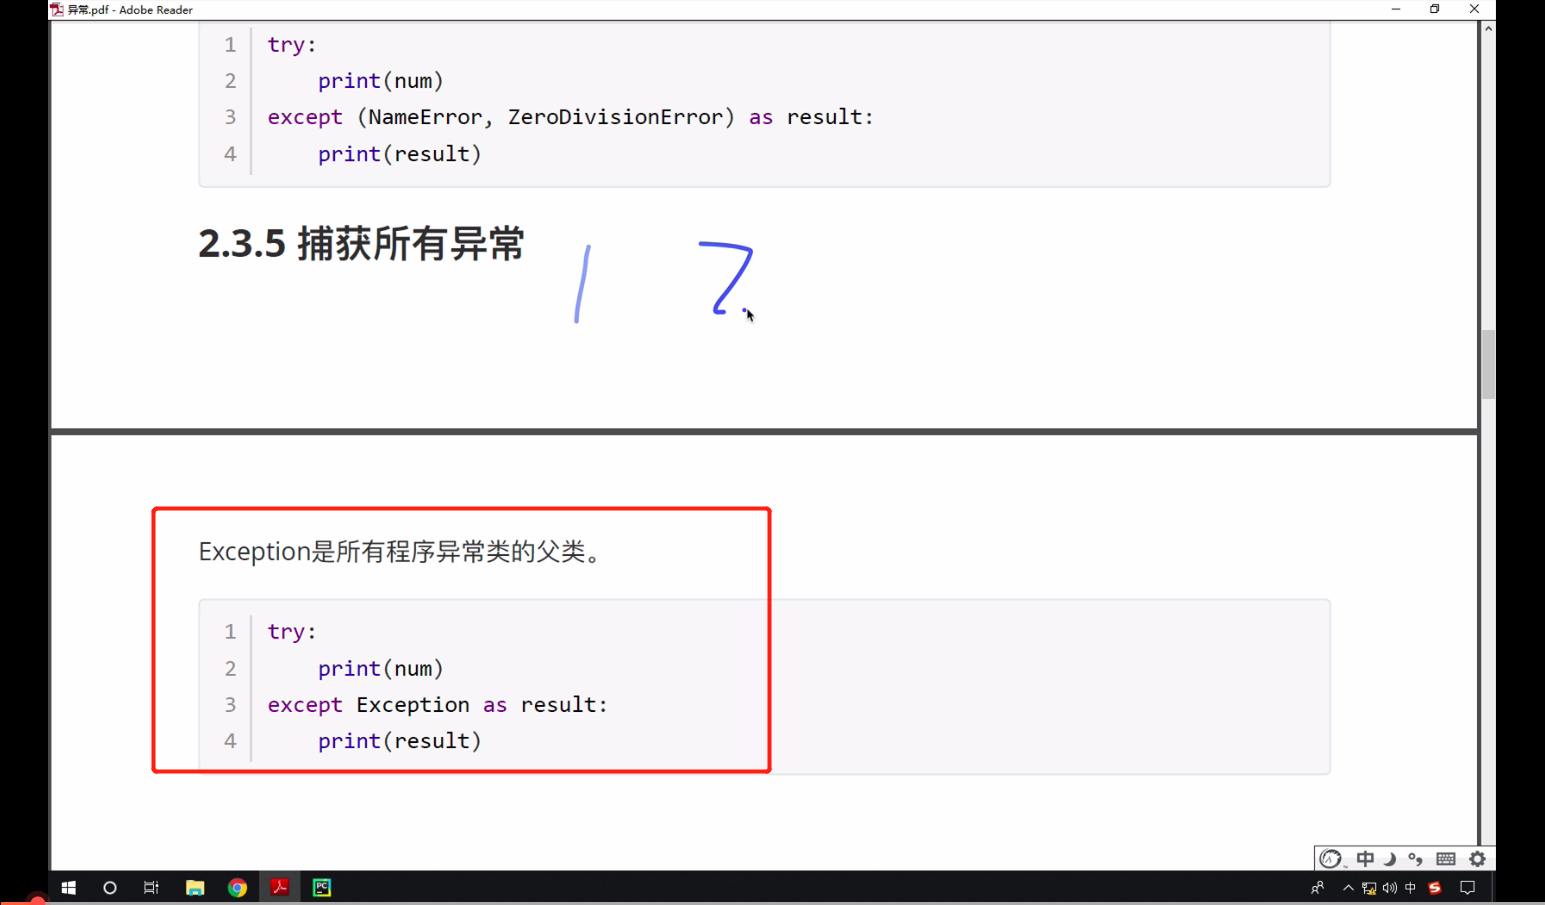 异常.pdf - Adobe Reader
1 try:
2 print(num)
3 except (NameError, ZeroDivisionError) as result:
4 print(result)
2.3.5 捕获所有异常
1 2
Exception是所有程序异常类的父类。
1 try:
2 print(num)
3 except Exception as result:
4 print(result)
中
PC
中